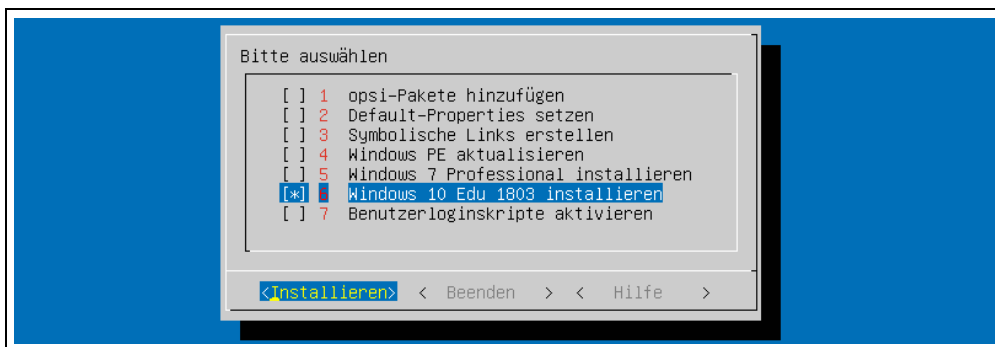 Bitte auswählen
[ ] 1 opsi-Pakete hinzufügen
[ ] 2 Default-Properties setzen
[ ] 3 Symbolische Links erstellen
[ ] 4 Windows PE aktualisieren
[ ] 5 Windows 7 Professional installieren
[*] 6 Windows 10 Edu 1803 installieren
[ ] 7 Benutzerloginskripte aktivieren
<Installieren> < Beenden > < Hilfe >